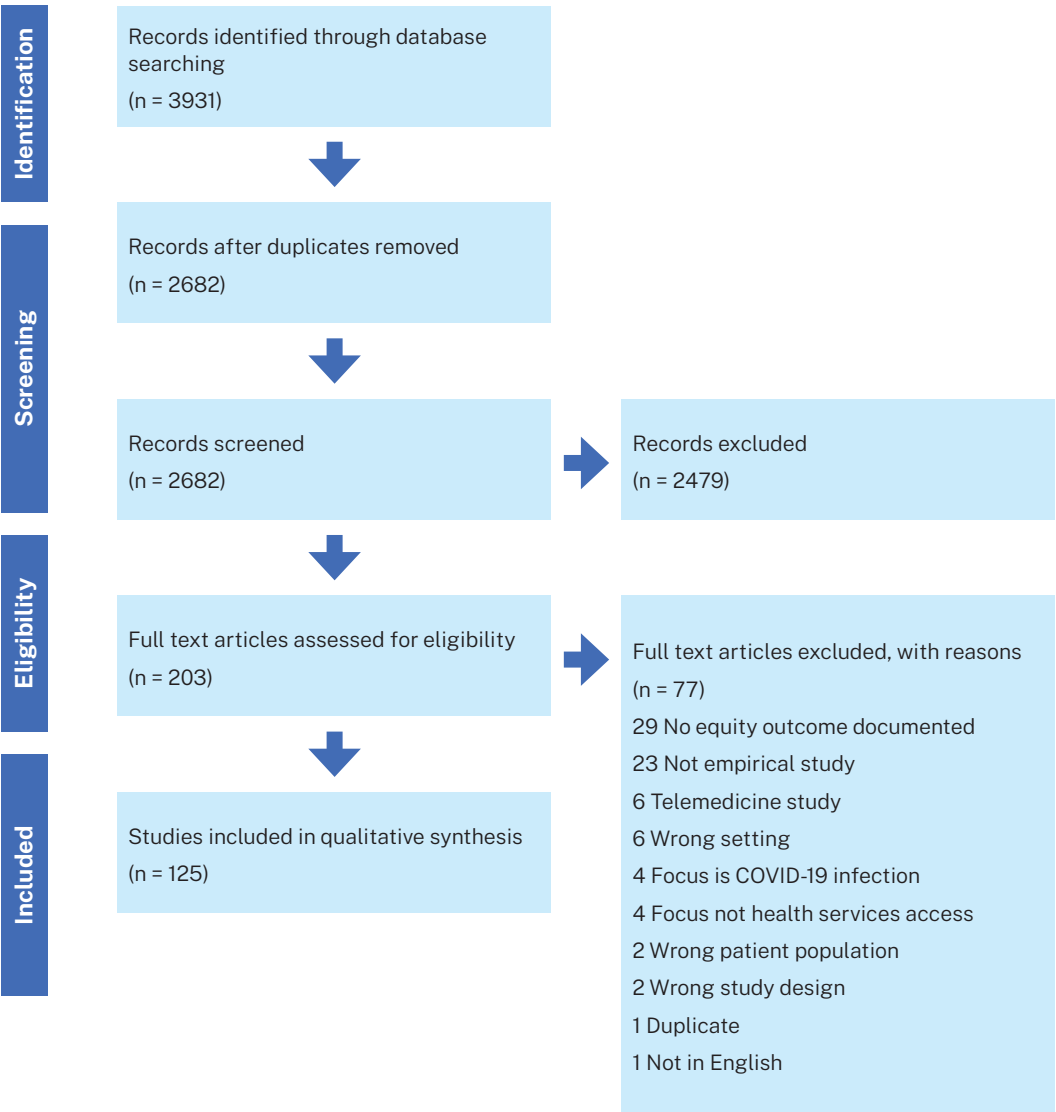 Identification
Records identified through database
searching
(n = 3931)
Screening
Records after duplicates removed
(n = 2682)
Records screened
(n = 2682)
Records excluded
(n = 2479)
Eligibility
Full text articles assessed for eligibility
(n = 203)
Full text articles excluded, with reasons
(n = 77)
29 No equity outcome documented
23 Not empirical study
6 Telemedicine study
6 Wrong setting
4 Focus is COVID-19 infection
4 Focus not health services access
2 Wrong patient population
2 Wrong study design
1 Duplicate
1 Not in English
Included
Studies included in qualitative synthesis
(n = 125)